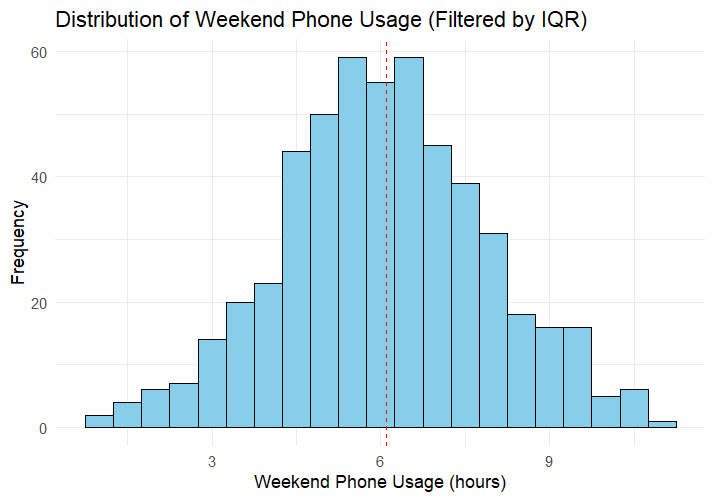 Distribution of Weekend Phone Usage (Filtered by IQR)
60
40
20
0
Frequency
3 6 9
Weekend Phone Usage (hours)